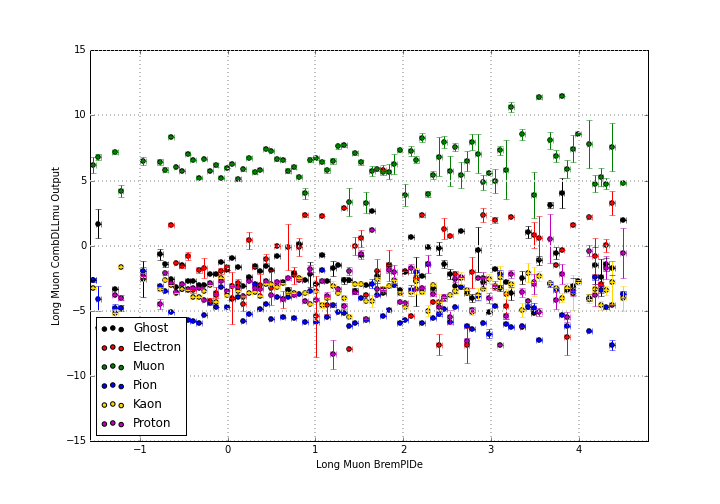 15
10
5
0
−5
−10
−15
Long Muon CombDLLmu Output
Ghost
Electron
Muon
Pion
Kaon
Proton
−1 0 1 2 3 4
Long Muon BremPIDe